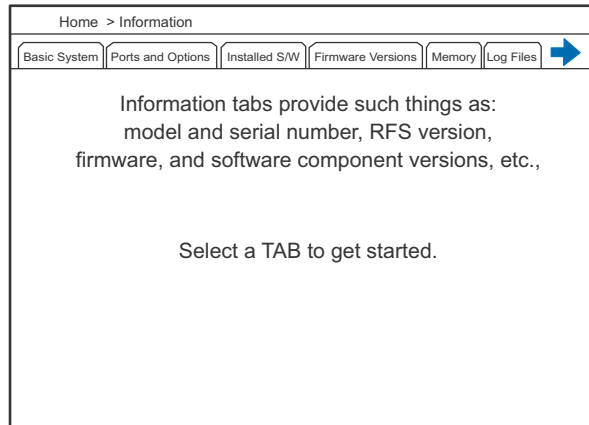 Home > Information
Basic System Ports and Options Installed S/W Firmware Versions Memory Log Files
Information tabs provide such things as:
model and serial number, RFS version,
firmware, and software component versions, etc.,
Select a TAB to get started.